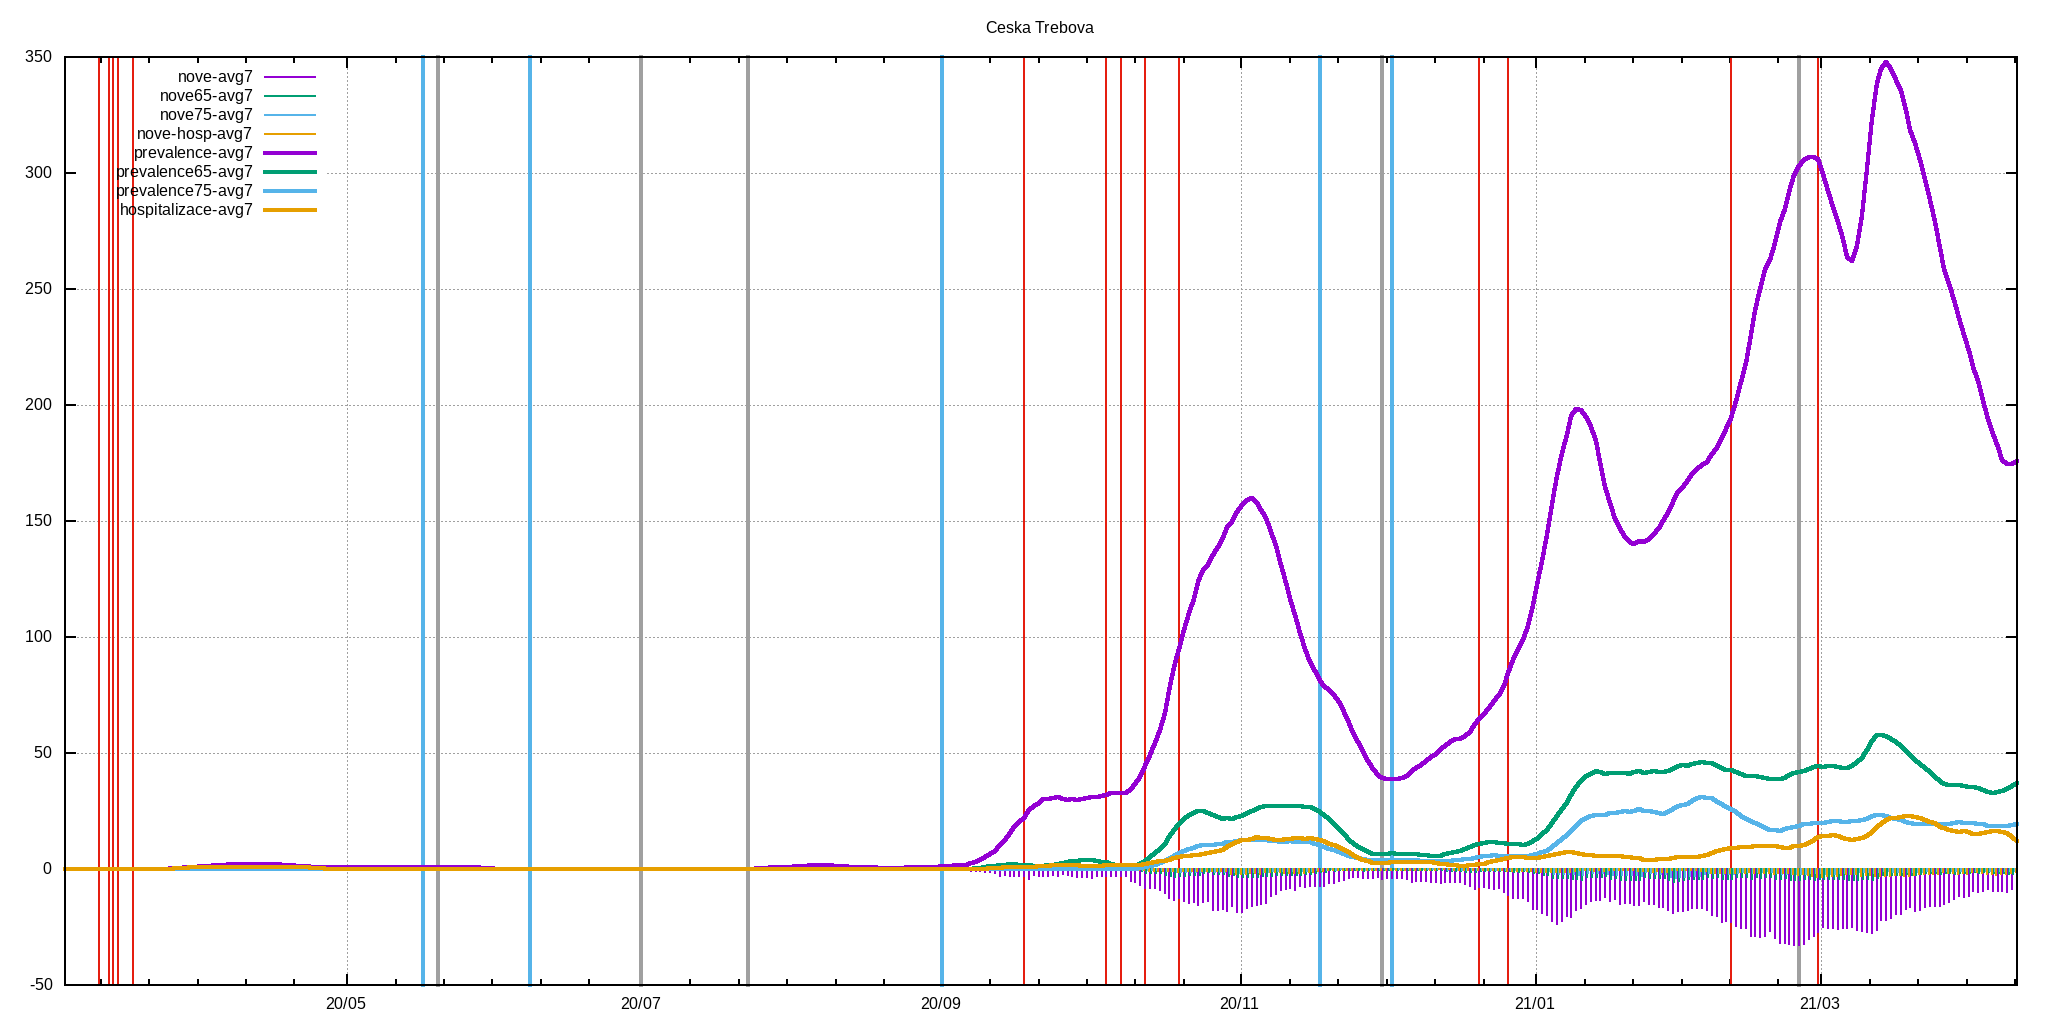 Ceska Trebova
350
300
250
200
150
100
50
0
-50
nove-avg7
nove65-avg7
nove75-avg7
nove-hosp-avg7
prevalence-avg7
prevalence65-avg7
prevalence75-avg7
hospitalizace-avg7
20/05 20/07 20/09 20/11 21/01 21/03